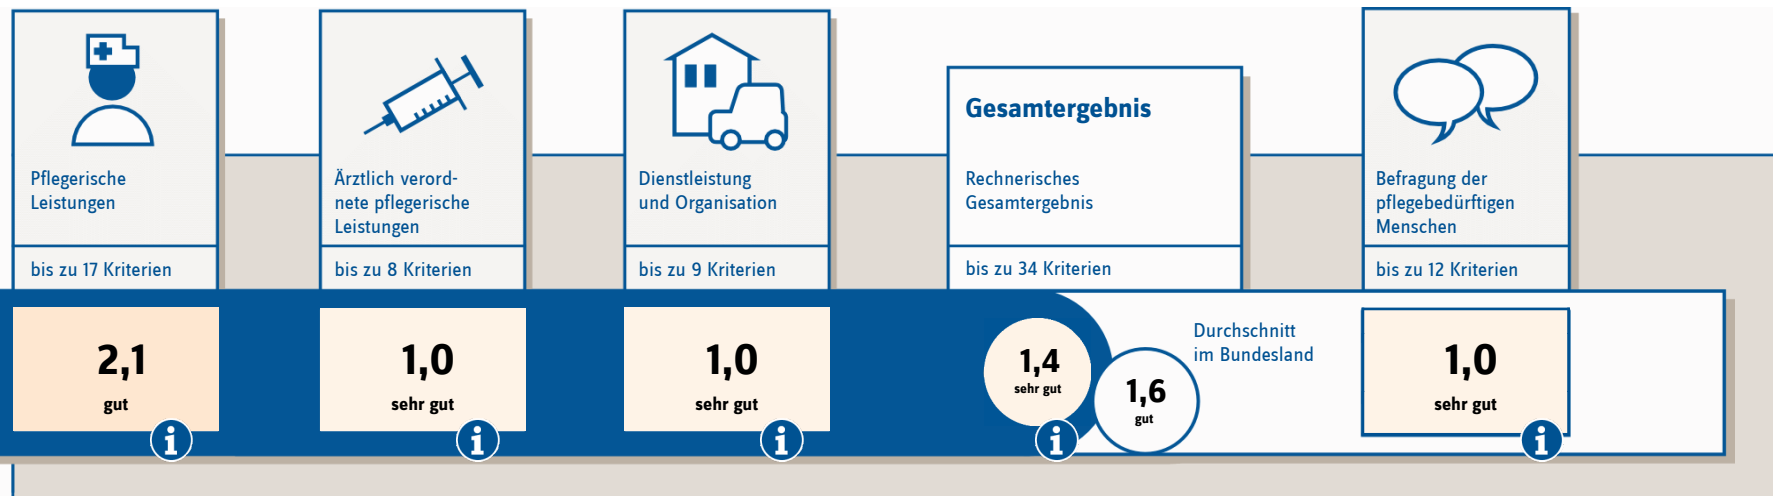 Pflegerische
Leistungen
bis zu 17 Kriterien
2,1
gut
i
Ärztlich verord-
nete pflegerische
Leistungen
bis zu 8 Kriterien
1,0
sehr gut
i
Dienstleistung
und Organisation
bis zu 9 Kriterien
1,0
sehr gut
i
Gesamtergebnis
Rechnerisches
Gesamtergebnis
bis zu 34 Kriterien
1,4
sehr gut
i
1,6
gut
Durchschnitt
im Bundesland
Befragung der
pflegebedürftigen
Menschen
bis zu 12 Kriterien
1,0
sehr gut
i